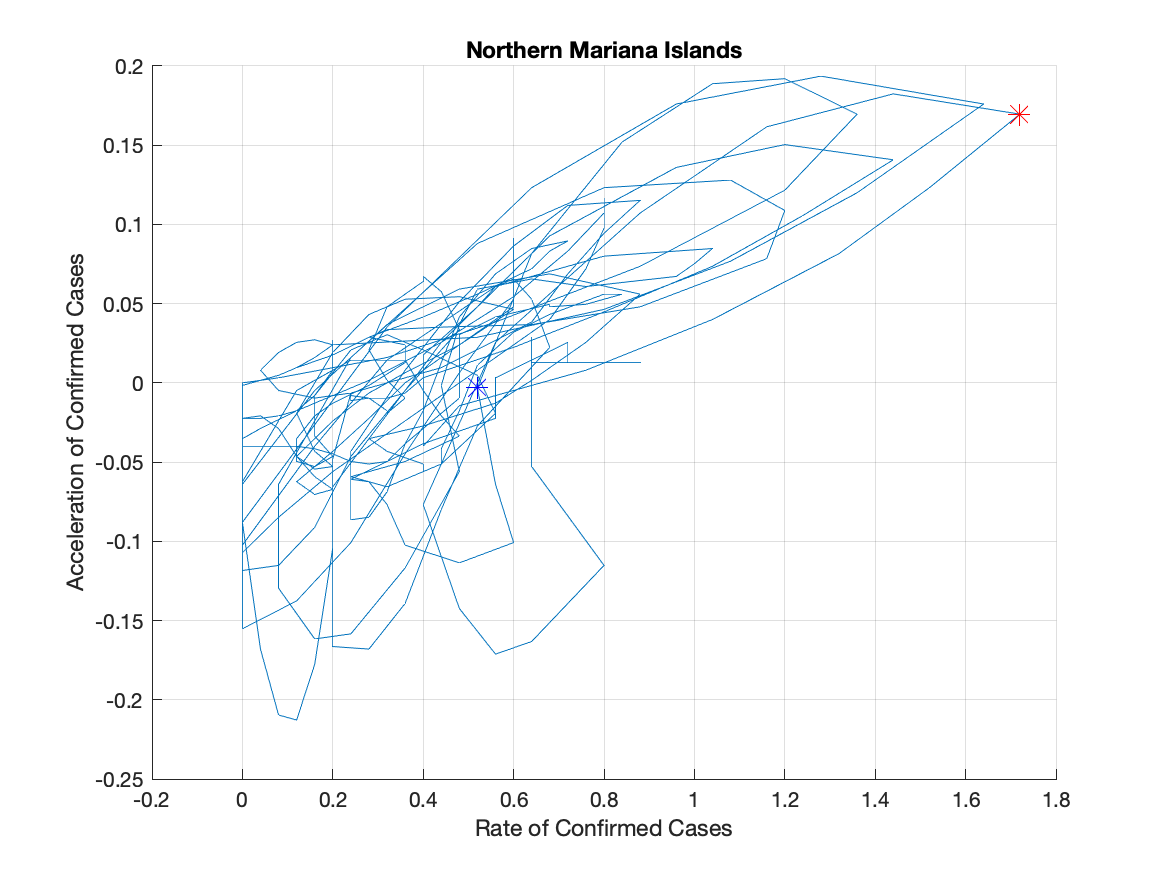 Northern Mariana Islands
0.2
0.15
0.1
0.05
0
-0.05
-0.1
-0.15
-0.2
-0.25
Acceleration of Confirmed Cases
-0.2 0 0.2 0.4 0.6 0.8 1 1.2 1.4 1.6 1.8
Rate of Confirmed Cases